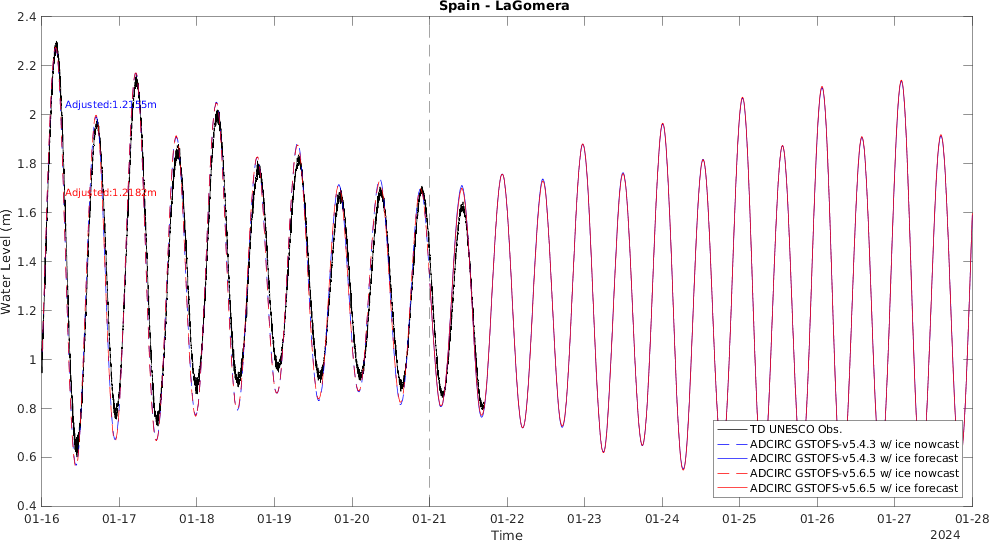 Spain - LaGomera
2.4
2.2
2
1.8
1.6
1.4
1.2
1
0.8
0.6
0.4
Water Level (m)
Adjusted:1.2155m
Adjusted:1.2182m
TD UNESCO Obs.
ADCIRC GSTOFS-v5.4.3 w/ ice nowcast
ADCIRC GSTOFS-v5.4.3 w/ ice forecast
ADCIRC GSTOFS-v5.6.5 w/ ice nowcast
ADCIRC GSTOFS-v5.6.5 w/ ice forecast
01-16 01-17 01-18 01-19 01-20 01-21 01-22 01-23 01-24 01-25 01-26 01-27 01-28
Time
2024